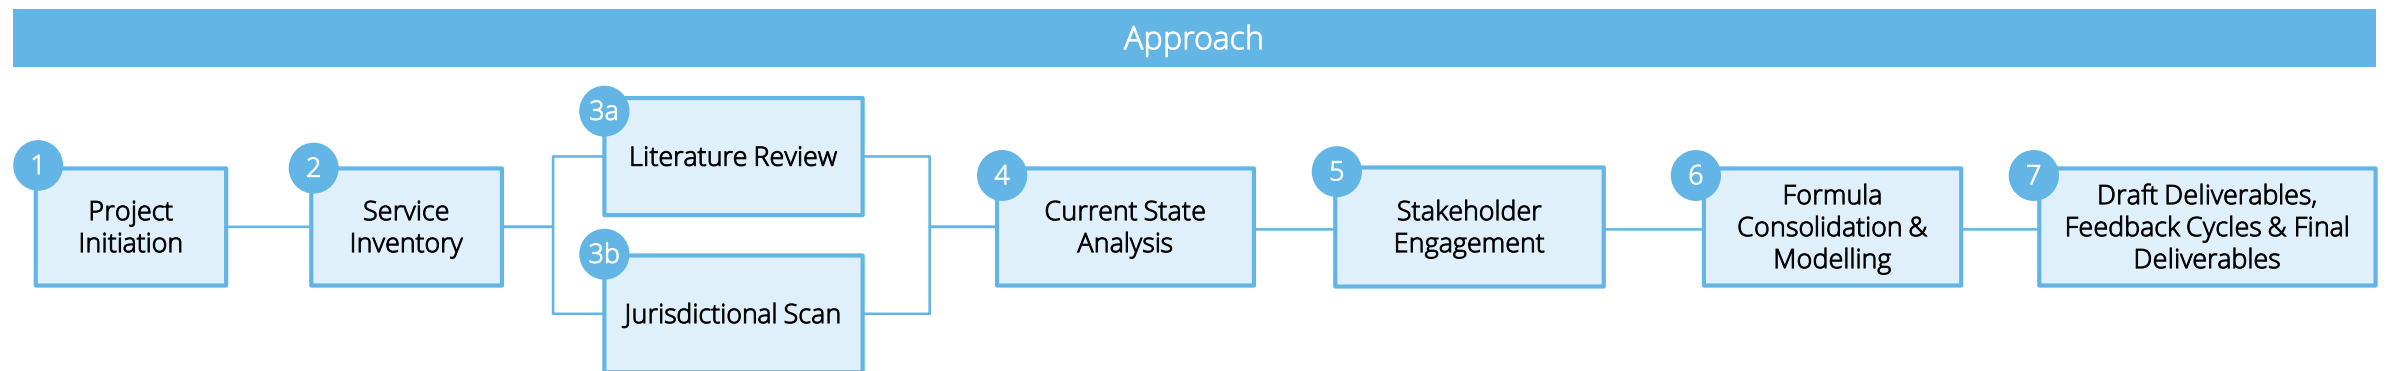 Approach
1
Project
Initiation
2
Service
Inventory
3a
Literature Review
3b
Jurisdictional Scan
4
Current State
Analysis
5
Stakeholder
Engagement
6
Formula
Consolidation &
Modelling
7
Draft Deliverables,
Feedback Cycles & Final
Deliverables